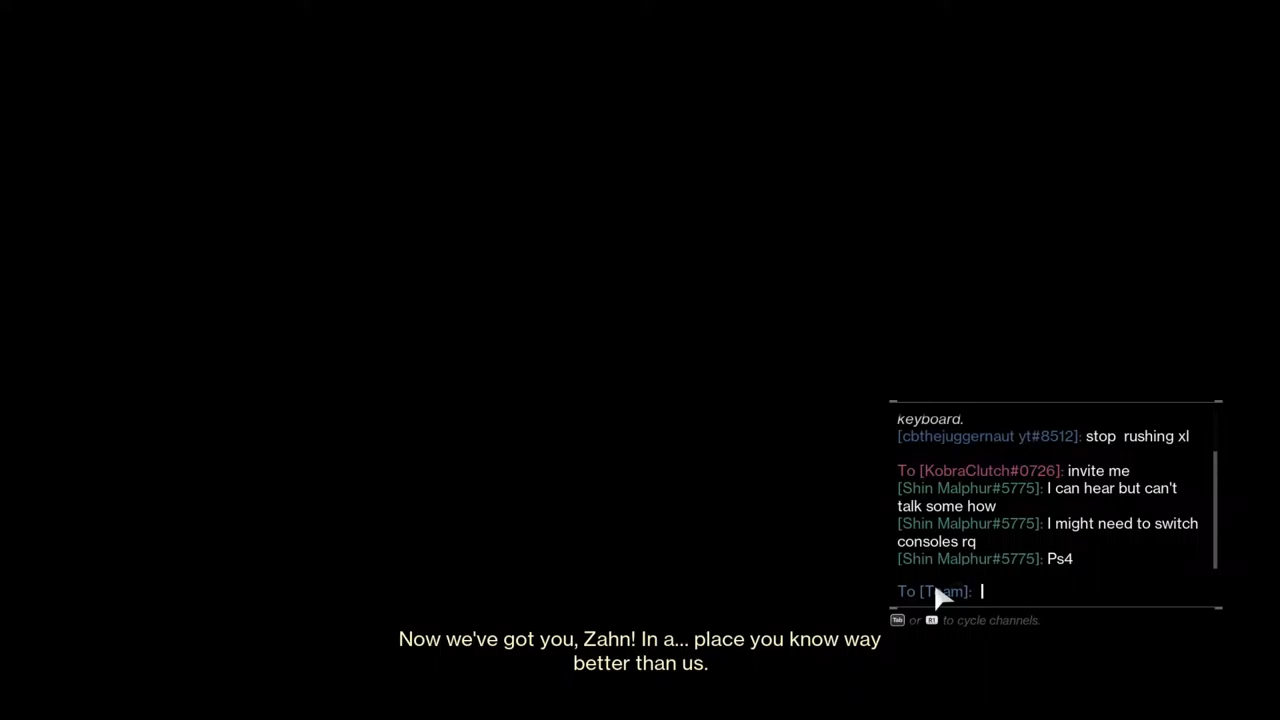 keyboard.
[cbthejuggernaut yt#8512]: stop rushing xl
To [KobraClutch#0726]: invite me
[Shin Malphur#5775]: I can hear but can't
talk some how
[Shin Malphur#5775]: I might need to switch
consoles rq
[Shin Malphur#5775]: Ps4
To [Team]:
Tab or R1 to cycle channels.
Now we've got you, Zahn! In a... place you know way
better than us.